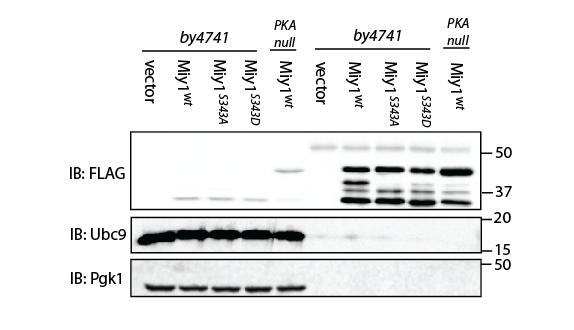 by4741 PKA null by4741 PKA null
vector Miy1wt Miy1S343A Miy1S343D Miy1wt vector Miy1wt Miy1S343A Miy1S343D Miy1wt
IB: FLAG 50
37
IB: Ubc9 20
15
IB: Pgk1 50